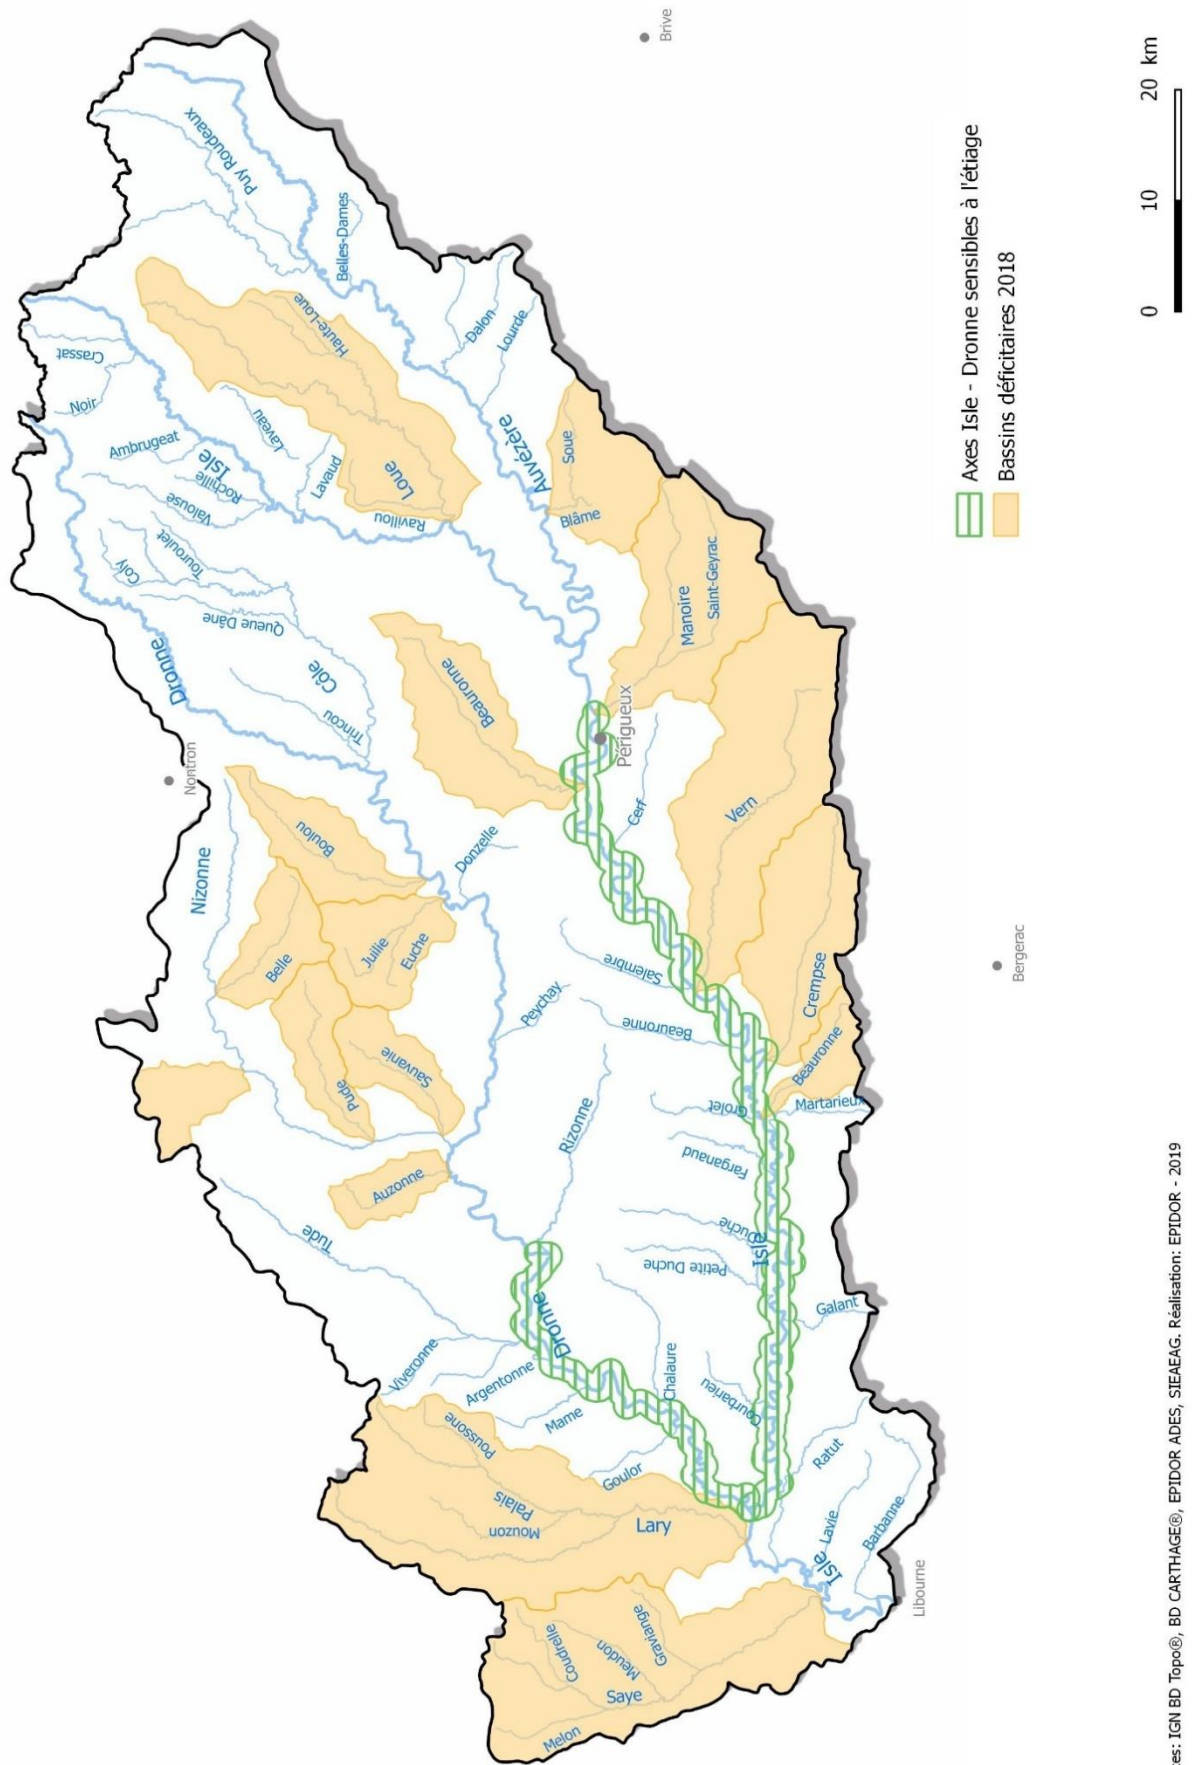 Brive
Puy Roudeaux
Belles-Dames
Haute-Loue
Dalon
Lourde
Crassat
Noir
Ambrugeat
Isle
Rochille
Valouse
Laveau
Lavaud
Loue
Ravillou
Auvézère
Soue
Blâme
Coly
Touroulet
Queue Dâne
Dronne
Côle
Trincou
Manoire
Saint-Geyrac
Beauronne
Périgueux
Nontron
Nizonne
Boulou
Donzelle
Cerf
Vern
Belle
Julie
Euche
Salembre
Crempse
Bergerac
Peychay
Beauronne
Beauronne
Sauvanie
Pude
Rizonne
Grolet
Martarieux
Farganaud
Auzonne
Tude
Duche
Isle
Petite Duche
Galant
Dronne
Viveronne
Argentonne
Mame
Chalaure
Courbarieu
Poussone
Goulor
Palais
Mouzon
Lary
Ratut
Lavie
Isle
Barbanne
Libourne
Coudrelle
Meudon
Graviange
Saye
Melon
Axes Isle - Dronne sensibles à l'étiage
Bassins déficitaires 2018
0 10 20 km
es: IGN BD Topo®, BD CARTHAGE®, EPIDOR ADES, SIEAEAG. Réalisation: EPIDOR - 2019